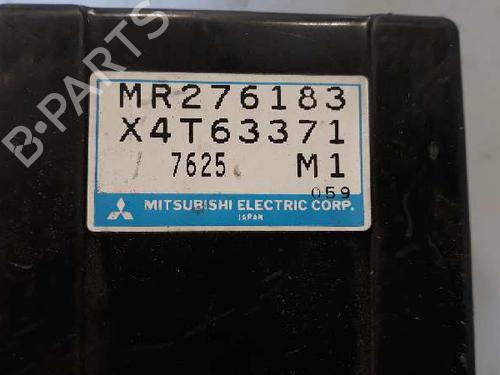 B-PARTS
MR276183
X4T63371
7625 M1
059
MITSUBISHI ELECTRIC CORP.
JAPAN